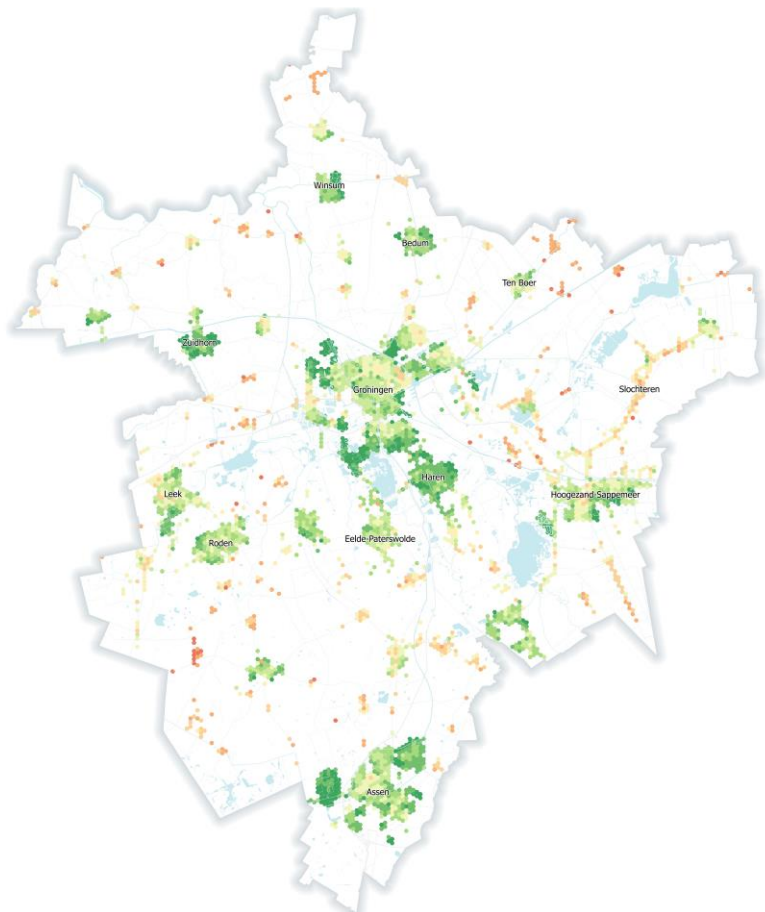 Winsum
Bedum
Ten Boer
Zuidhorn
Groningen
Slochteren
Haren
Leek
Hoogezand-Sappemeer
Roden
Eelde-Paterswolde
Assen